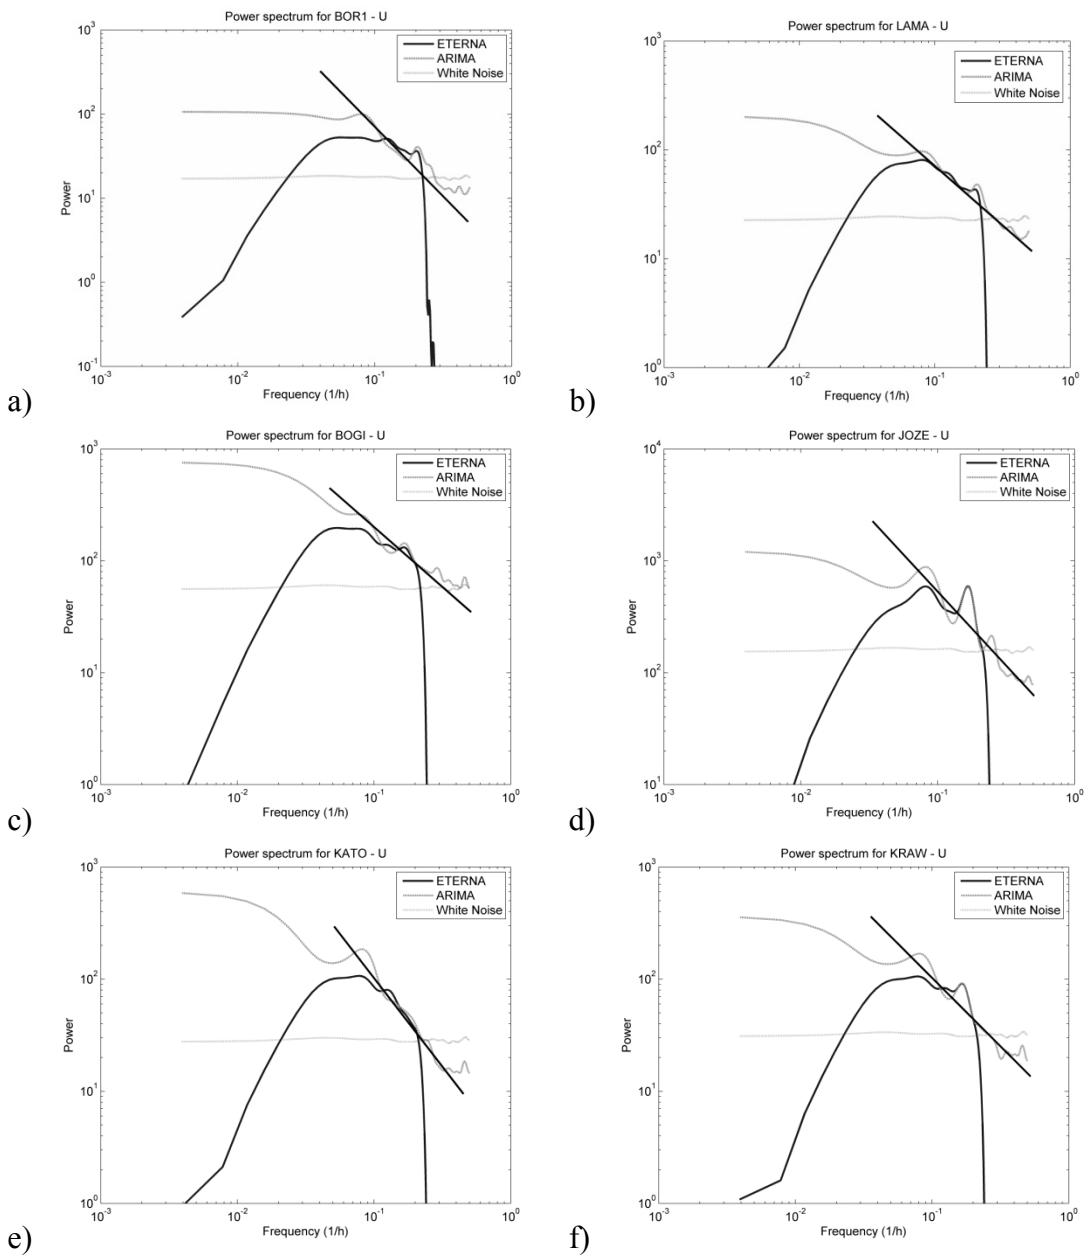 Power spectrum for BOR1 - U
10^3
ETERNA
ARIMA
White Noise
10^2
10^1
Power
10^0
10^-1
10^-3 10^-2 10^-1 10^0
Frequency (1/h)
a)
Power spectrum for LAMA - U
10^3
ETERNA
ARIMA
White Noise
10^2
Power
10^1
10^0
10^-3 10^-2 10^-1 10^0
Frequency (1/h)
b)
Power spectrum for BOGI - U
10^3
ETERNA
ARIMA
White Noise
10^2
Power
10^1
10^0
10^-3 10^-2 10^-1 10^0
Frequency (1/h)
c)
Power spectrum for JOZE - U
10^4
ETERNA
ARIMA
White Noise
10^3
Power
10^2
10^1
10^-3 10^-2 10^-1 10^0
Frequency (1/h)
d)
Power spectrum for KATO - U
10^3
ETERNA
ARIMA
White Noise
10^2
Power
10^1
10^0
10^-3 10^-2 10^-1 10^0
Frequency (1/h)
e)
Power spectrum for KRAW - U
10^3
ETERNA
ARIMA
White Noise
10^2
Power
10^1
10^0
10^-3 10^-2 10^-1 10^0
Frequency (1/h)
f)